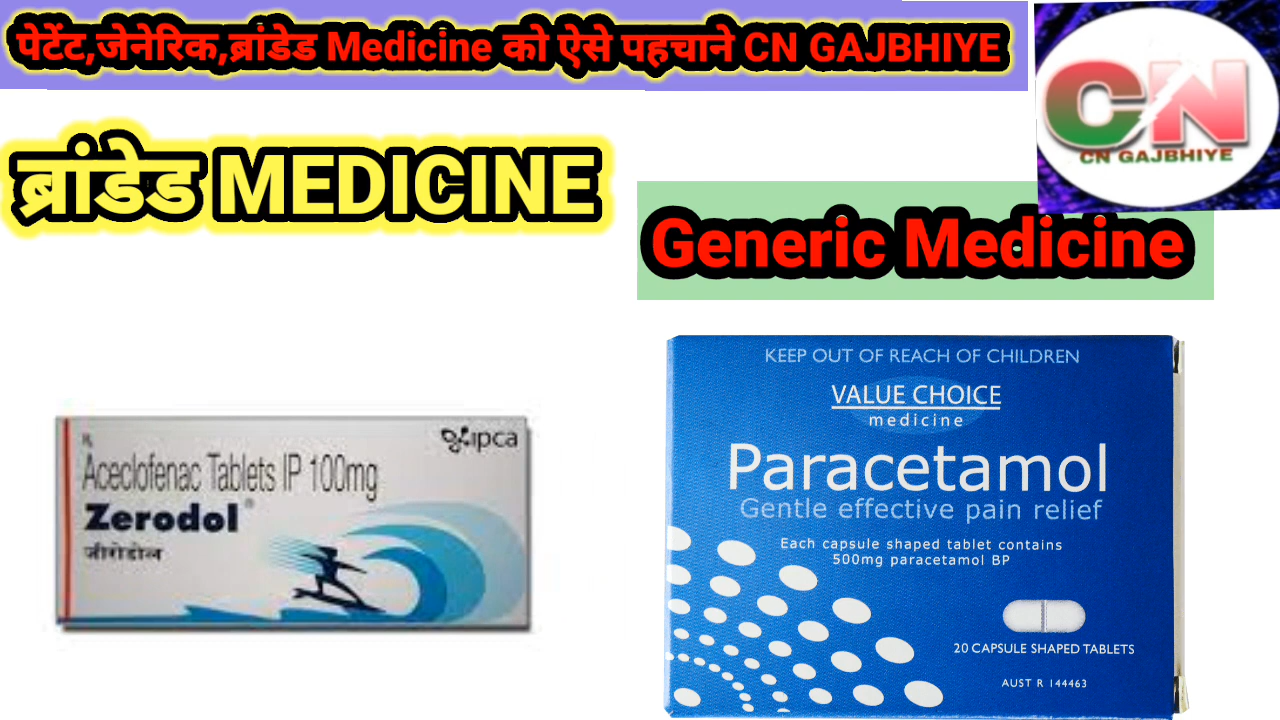 पेटेंट,जेनेरिक,ब्रांडेड Medicine को ऐसे पहचाने CN GAJBHIYE
CN
CN GAJBHIYE
ब्रांडेड MEDICINE
Generic Medicine
KEEP OUT OF REACH OF CHILDREN
VALUE CHOICE
medicine
Paracetamol
Gentle effective pain relief
Each capsule shaped tablet contains
500mg paracetamol BP
20 CAPSULE SHAPED TABLETS
AUST R 144463
Rx
ipca
Aceclofenac Tablets IP 100mg
Zerodol®
जीरोडोल